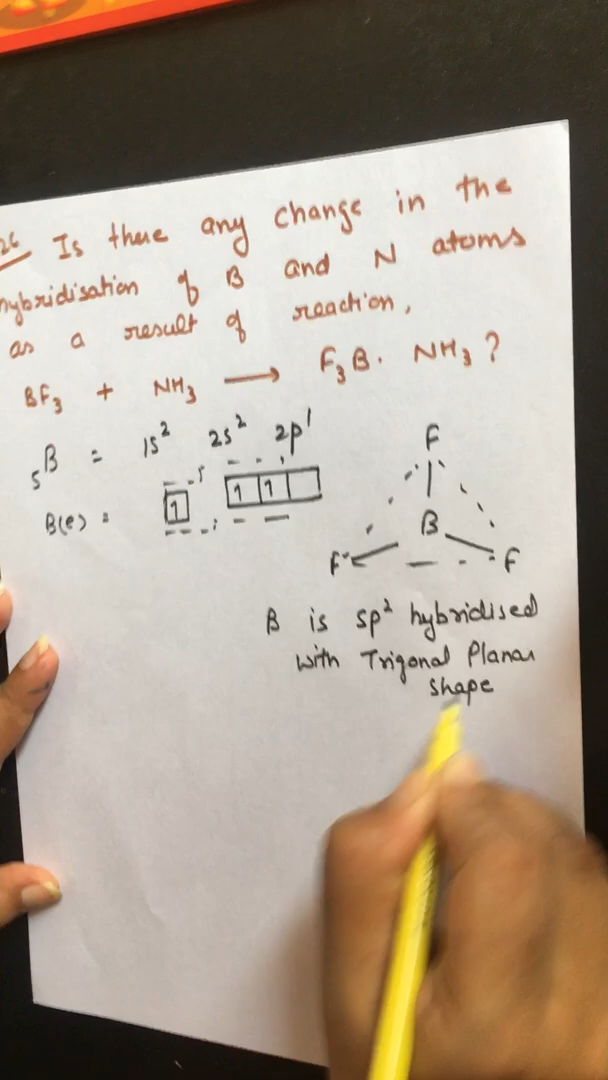 26 Is there any change in the
hybridisation of B and N atoms
as a result of reaction,
BF₃ + NH₃ → F₃B. NH₃ ?
₅B = 1s² 2s² 2p¹
B(e) = 1 1 1
F
B
F F
B is sp² hybridised
with Trigonal Planar
shape